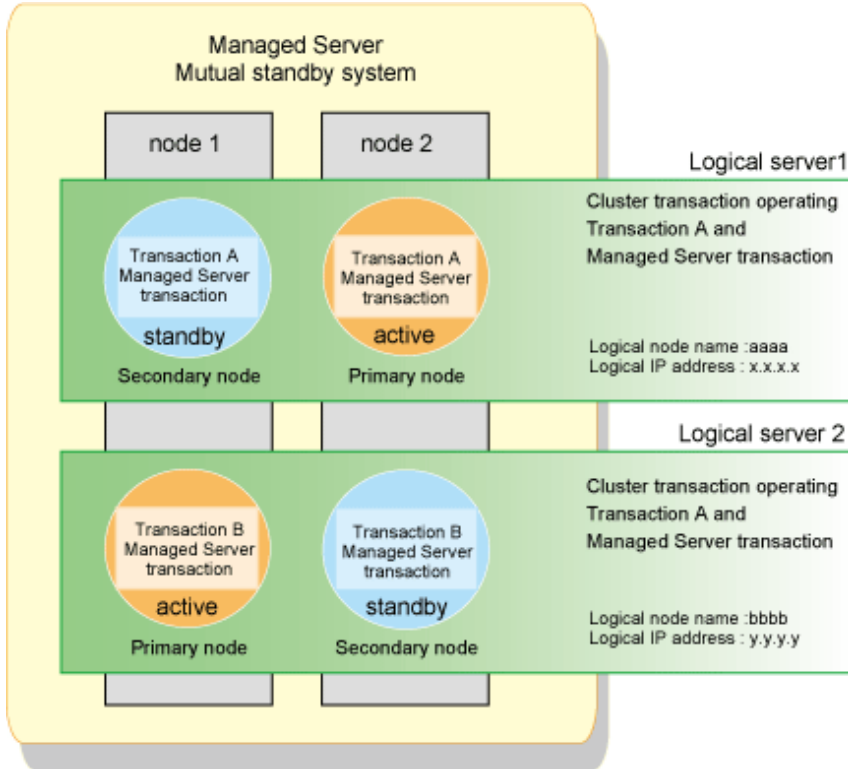 Managed Server
Mutual standby system
node 1
node 2
Logical server1
Transaction A
Managed Server
transaction
standby
Secondary node
Transaction A
Managed Server
transaction
active
Primary node
Cluster transaction operating
Transaction A and
Managed Server transaction
Logical node name :aaaa
Logical IP address : x.x.x.x
Logical server 2
Transaction B
Managed Server
transaction
active
Primary node
Transaction B
Managed Server
transaction
standby
Secondary node
Cluster transaction operating
Transaction A and
Managed Server transaction
Logical node name :bbbb
Logical IP address : y.y.y.y